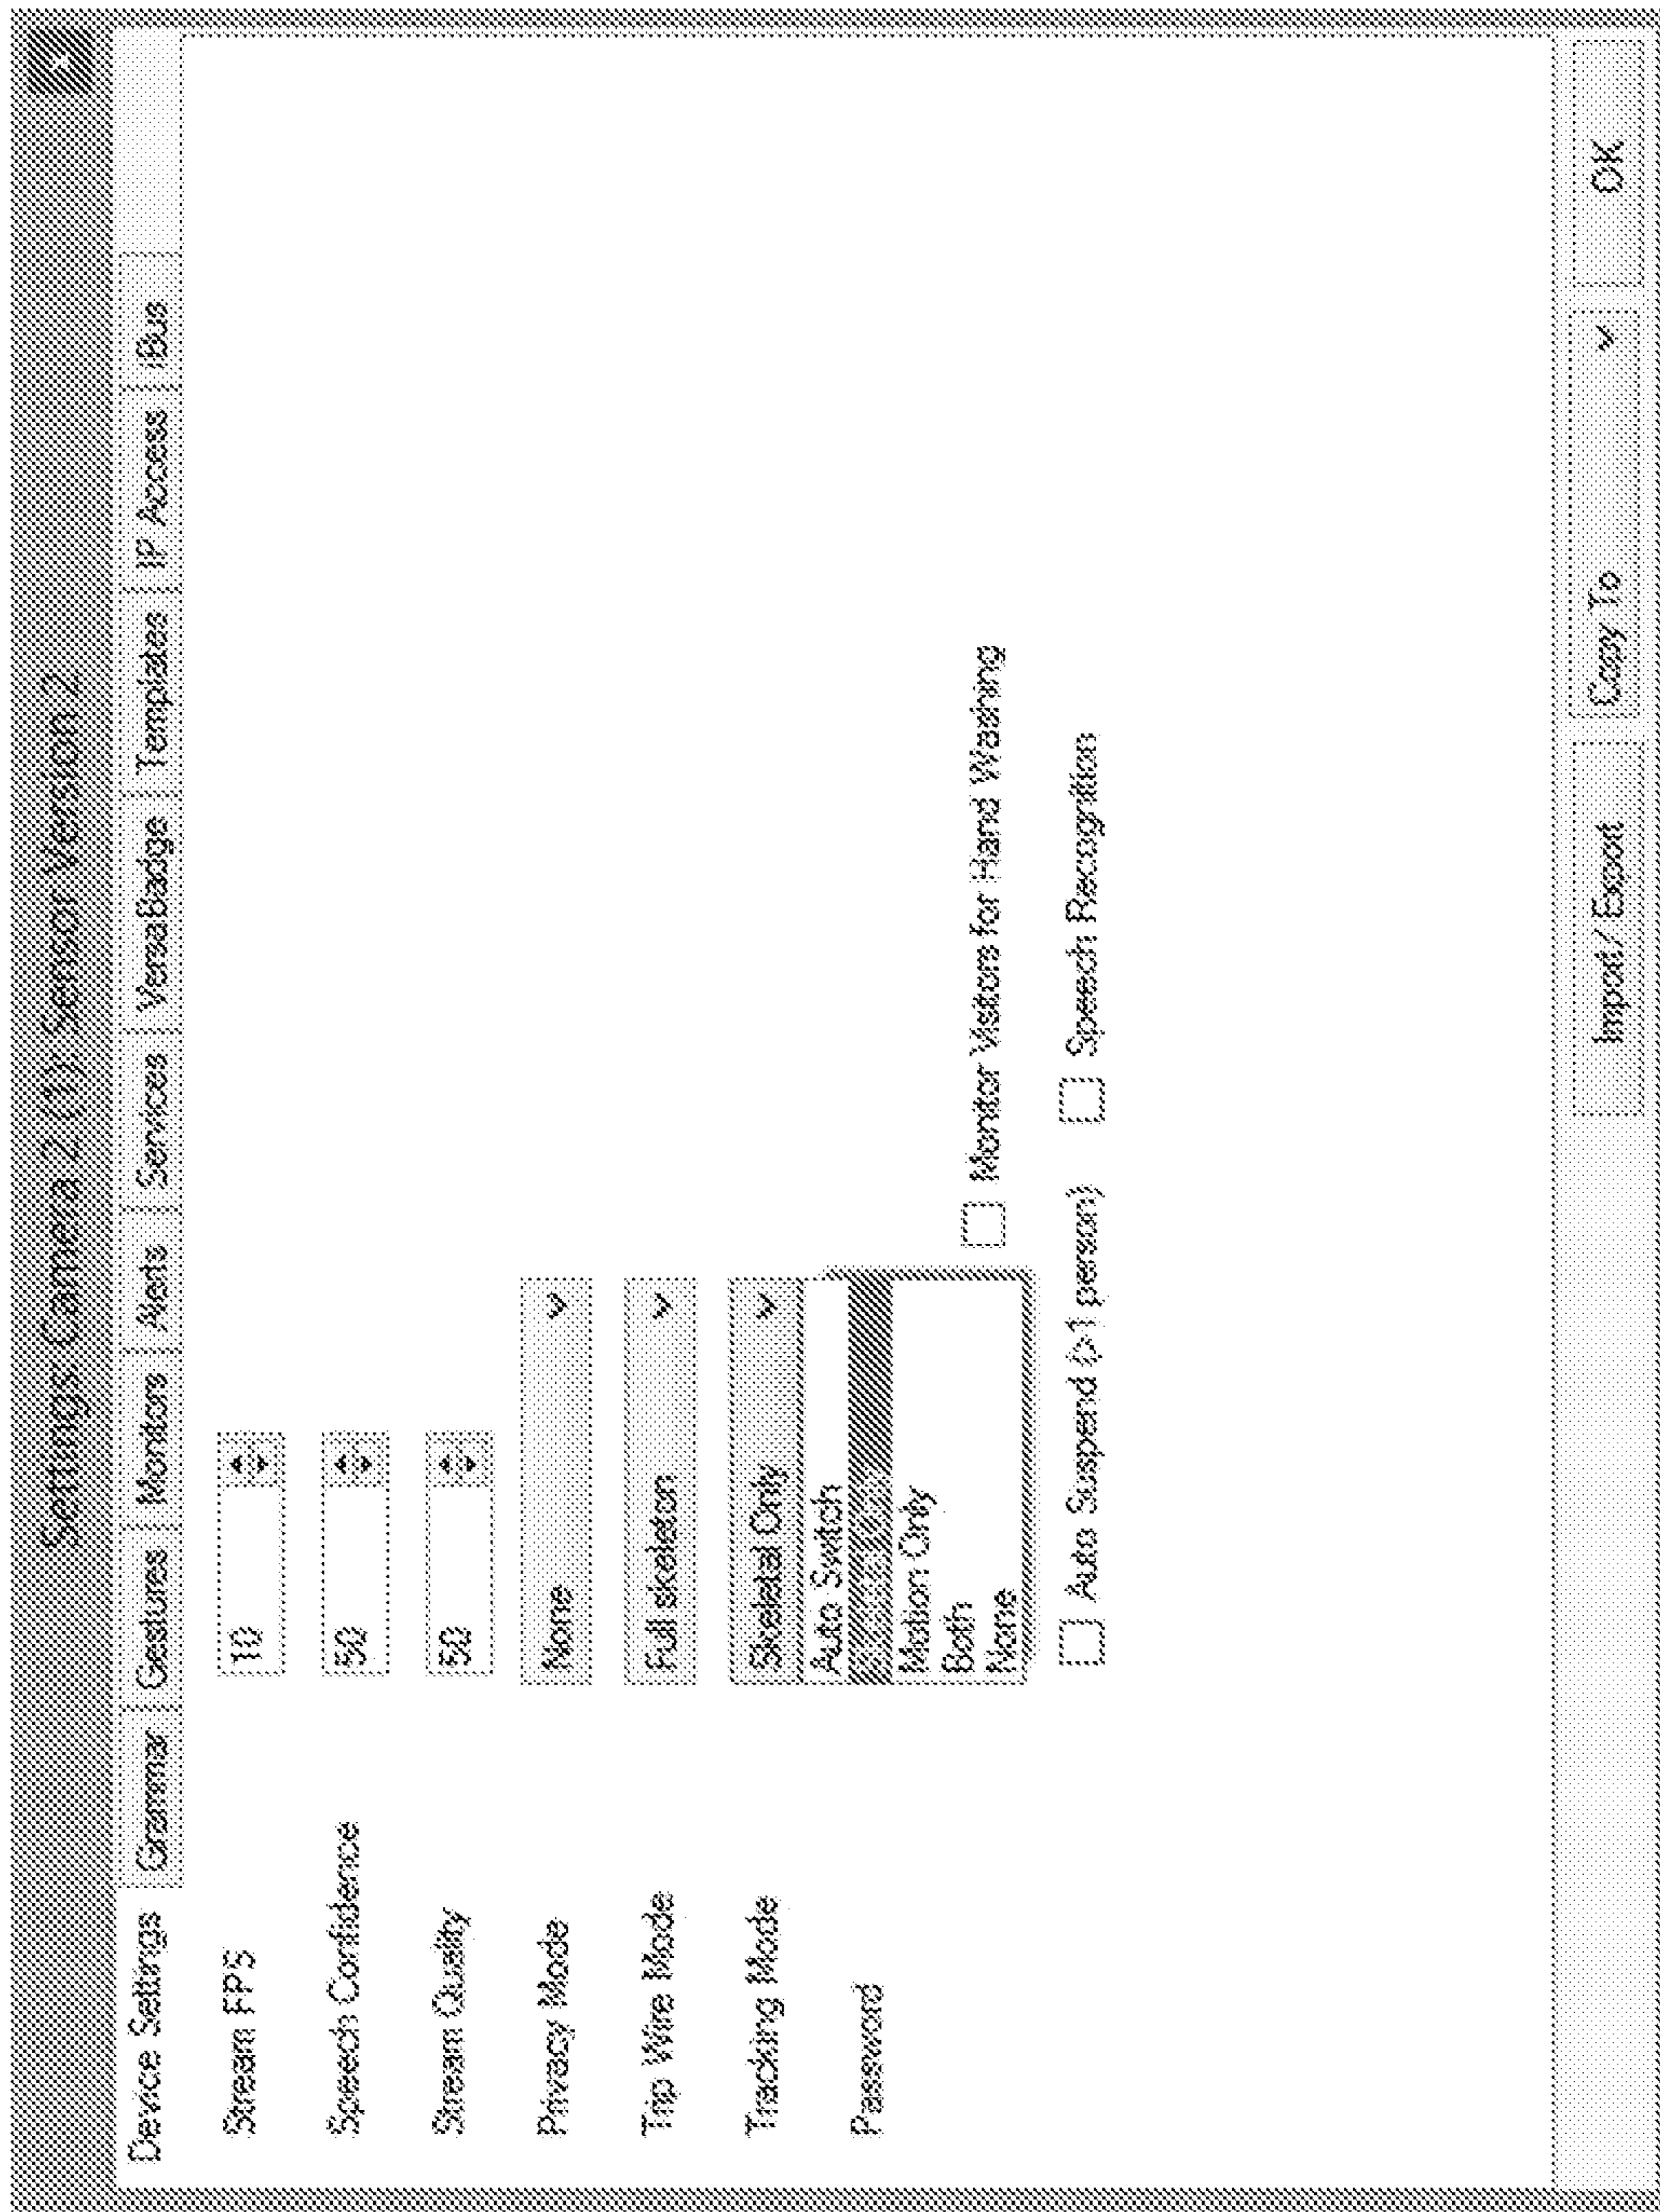 Settings: Camera 2 (1): Sensor Version 2
Device Settings Grammar Gestures Monitors Alerts Services VersaBadge Templates IP Access Bus
Stream FPS 10
Speech Confidence 50
Stream Quality 50
Privacy Mode None
Trip Wire Mode Full skeleton
Tracking Mode Skeletal Only
Auto Switch
Password
Motion Only
Both
None
Monitor Visitors for Hand Washing
Auto Suspend (>1 person) Speech Recognition
Import / Export Copy To OK